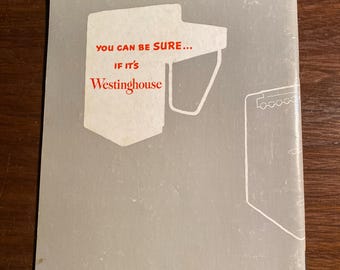 YOU CAN BE SURE...
IF IT'S
Westinghouse